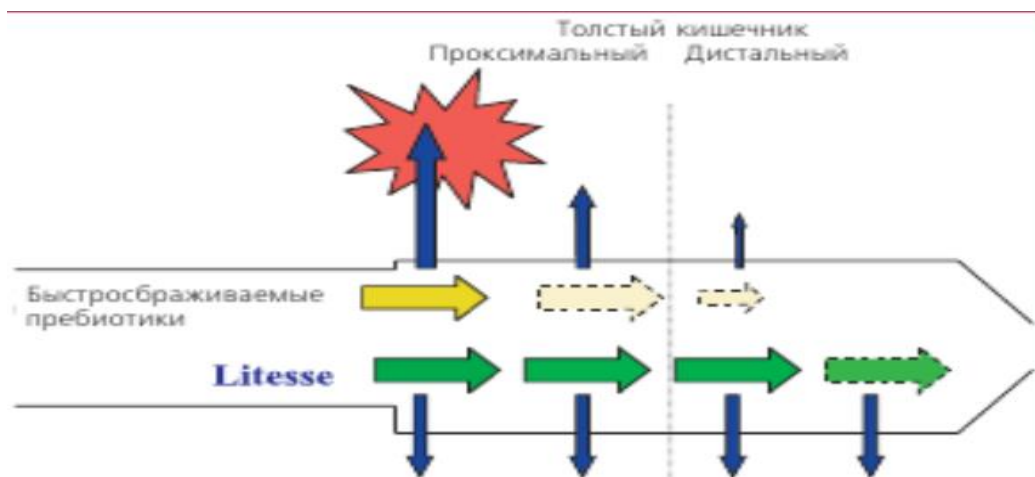 Толстый кишечник
Проксимальный Дистальный
Быстросбраживаемые
пребиотики
Litesse